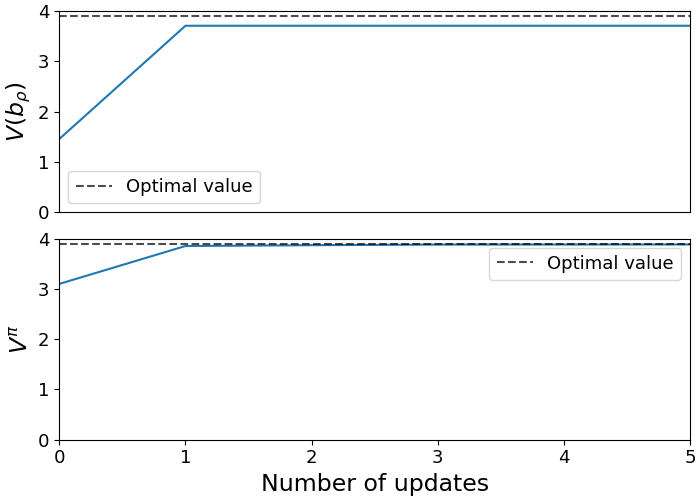 4
3
2
1
0
V(b_ρ)
Optimal value
4
3
2
1
0
V^π
Optimal value
0 1 2 3 4 5
Number of updates